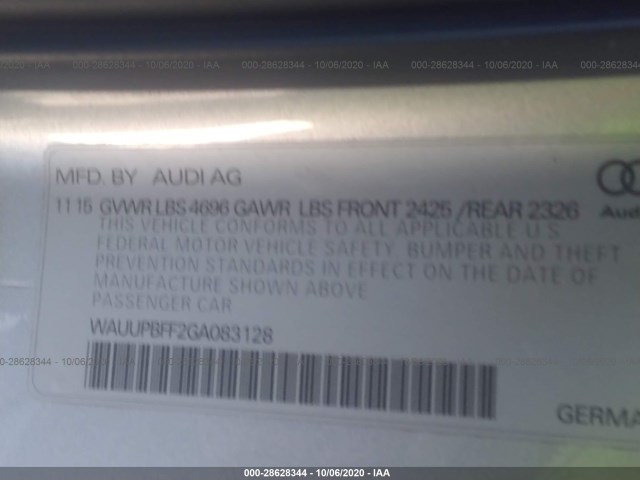 000-28628344 - 10/06/2020 - IAA
MFD. BY AUDI AG
Audi
11 15 GVWR LBS 4696 GAWR LBS FRONT 2425 /REAR 2326
THIS VEHICLE CONFORMS TO ALL APPLICABLE U S
FEDERAL MOTOR VEHICLE SAFETY, BUMPER AND THEFT
PREVENTION STANDARDS IN EFFECT ON THE DATE OF
MANUFACTURE SHOWN ABOVE
PASSENGER CAR
WAUUPBFF2GA083128
GERMA
000-28628344 - 10/06/2020 - IAA